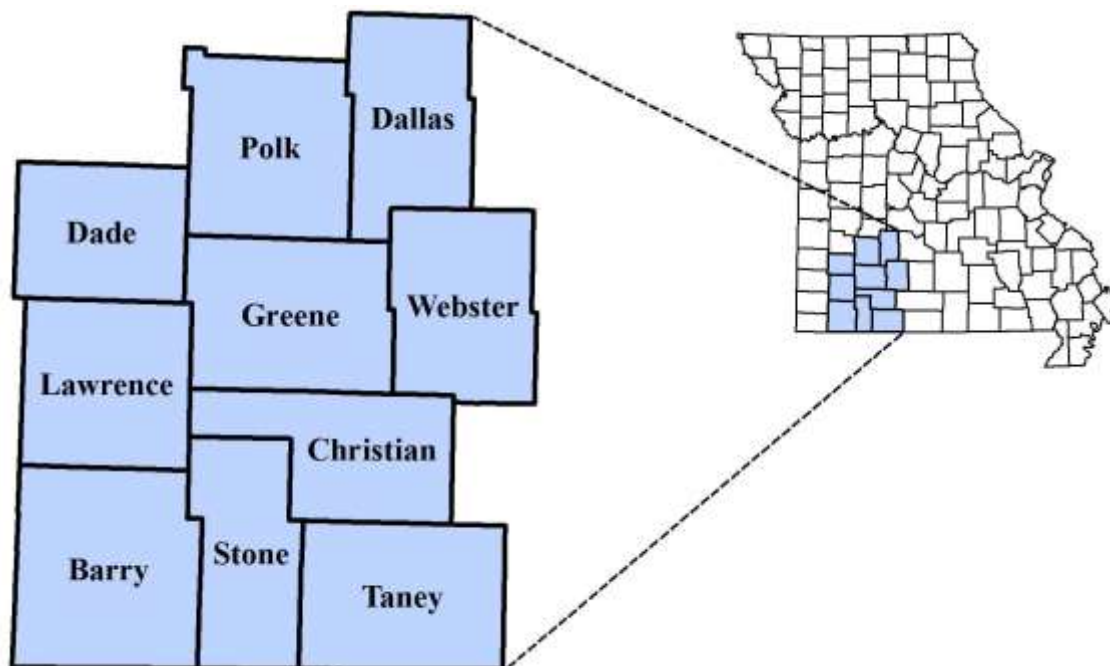 Dallas
Polk
Dade
Greene
Webster
Lawrence
Christian
Barry
Stone
Taney